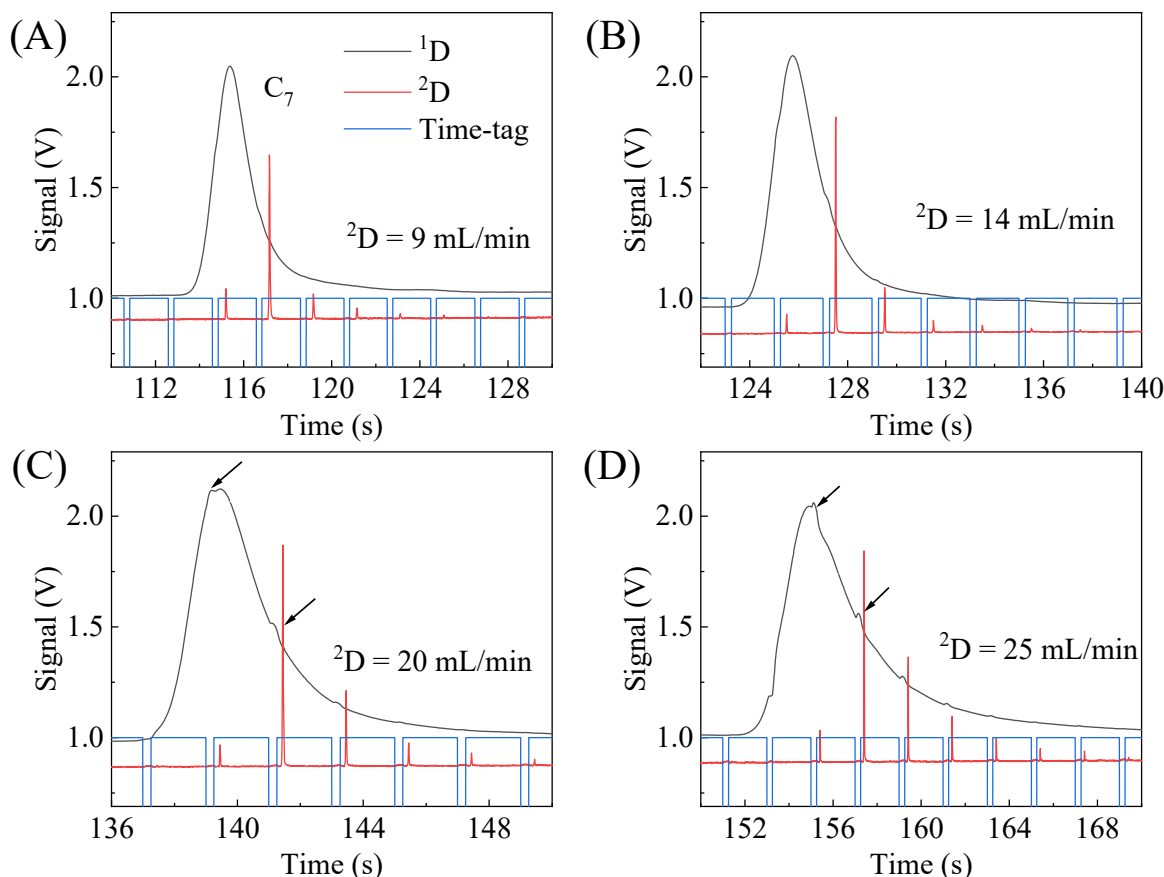 (A)
¹D
²D
Time-tag
C₇
²D = 9 mL/min
Signal (V)
2.0
1.5
1.0
112 116 120 124 128
Time (s)
(B)
²D = 14 mL/min
Signal (V)
2.0
1.5
1.0
124 128 132 136 140
Time (s)
(C)
²D = 20 mL/min
Signal (V)
2.0
1.5
1.0
136 140 144 148
Time (s)
(D)
²D = 25 mL/min
Signal (V)
2.0
1.5
1.0
152 156 160 164 168
Time (s)